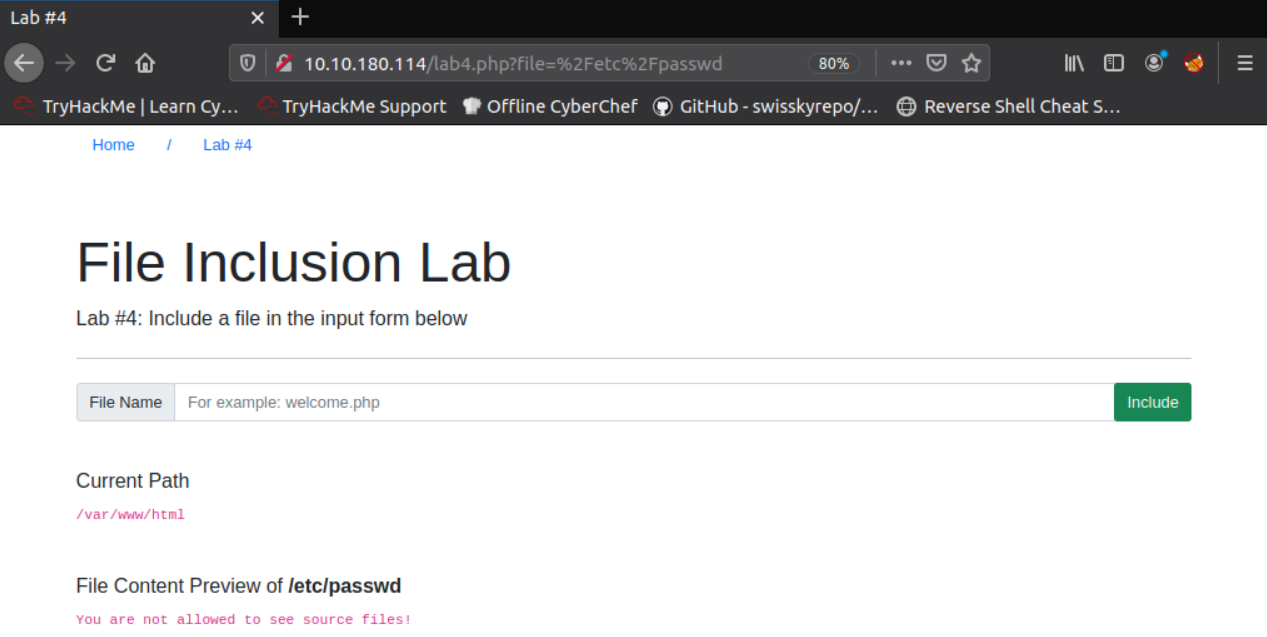 Lab #4
10.10.180.114/lab4.php?file=%2Fetc%2Fpasswd 80%
TryHackMe | Learn Cy… TryHackMe Support Offline CyberChef GitHub - swisskyrepo/… Reverse Shell Cheat S…
Home / Lab #4
File Inclusion Lab
Lab #4: Include a file in the input form below
File Name For example: welcome.php Include
Current Path
/var/www/html
File Content Preview of /etc/passwd
You are not allowed to see source files!